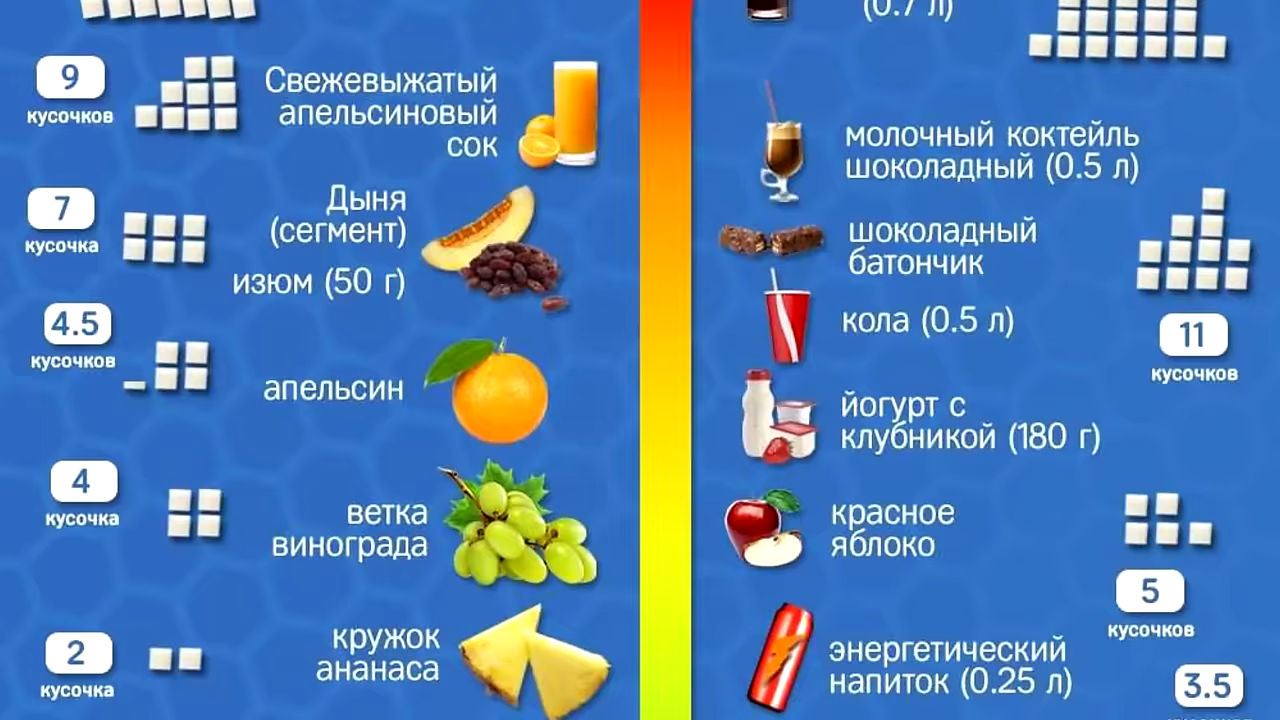 9
кусочков
Свежевыжатый
апельсиновый
сок
7
кусочка
Дыня
(сегмент)
изюм (50 г)
4.5
кусочков
апельсин
4
кусочка
ветка
винограда
2
кусочка
кружок
ананаса
(0.7 л)
молочный коктейль
шоколадный (0.5 л)
шоколадный
батончик
кола (0.5 л)
11
кусочков
йогурт с
клубникой (180 г)
красное
яблоко
5
кусочков
энергетический
напиток (0.25 л)
3.5